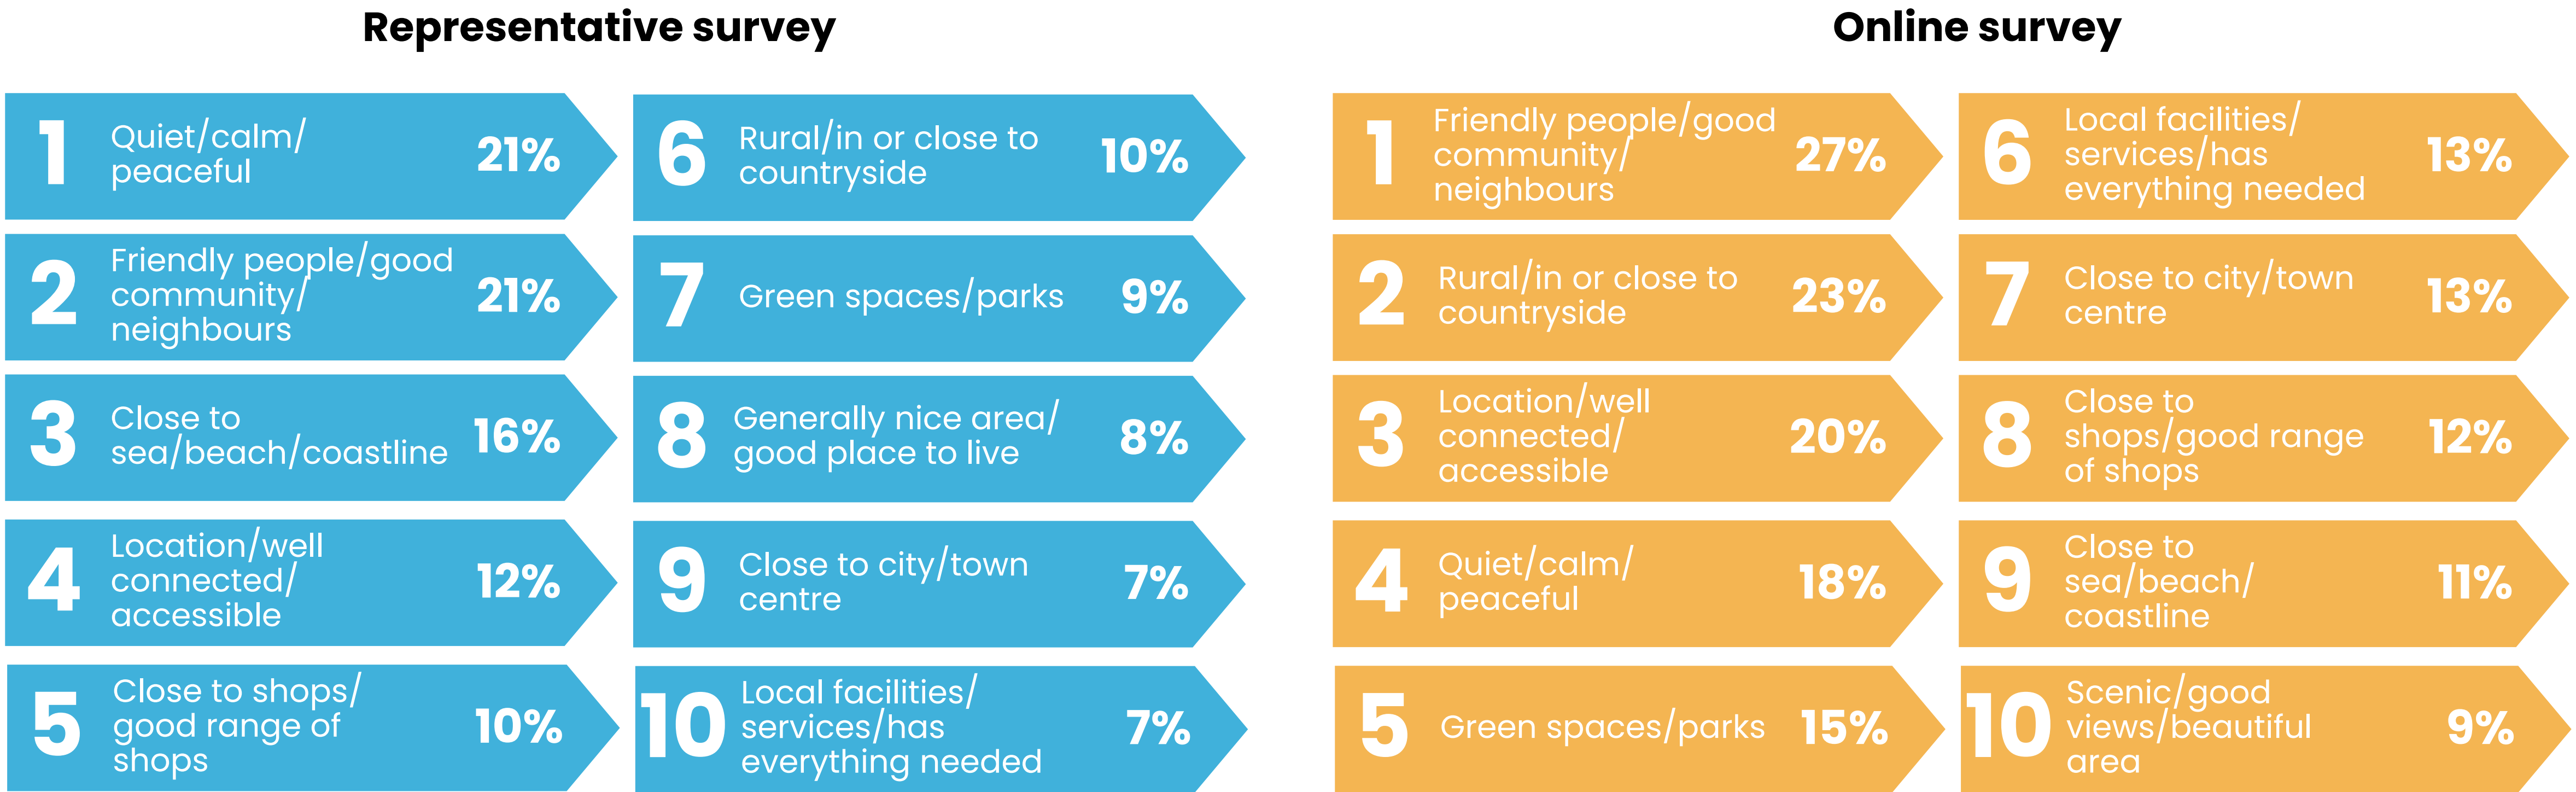 Representative survey
1
Quiet/calm/
peaceful
21%
2
Friendly people/good
community/
neighbours
21%
3
Close to
sea/beach/coastline
16%
4
Location/well
connected/
accessible
12%
5
Close to shops/
good range of
shops
10%
6
Rural/in or close to
countryside
10%
7
Green spaces/parks
9%
8
Generally nice area/
good place to live
8%
9
Close to city/town
centre
7%
10
Local facilities/
services/has
everything needed
7%
Online survey
1
Friendly people/good
community/
neighbours
27%
2
Rural/in or close to
countryside
23%
3
Location/well
connected/
accessible
20%
4
Quiet/calm/
peaceful
18%
5
Green spaces/parks
15%
6
Local facilities/
services/has
everything needed
13%
7
Close to city/town
centre
13%
8
Close to
shops/good range
of shops
12%
9
Close to
sea/beach/
coastline
11%
10
Scenic/good
views/beautiful
area
9%